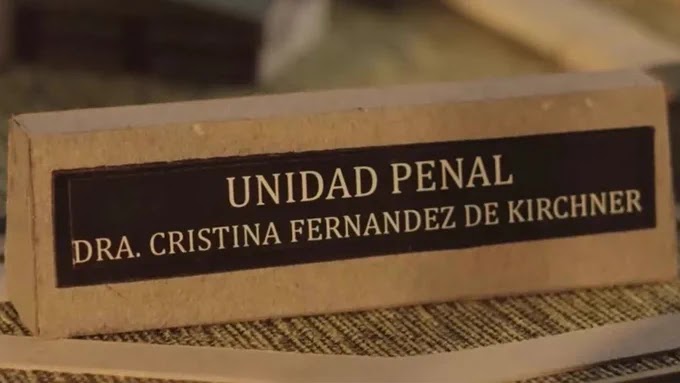 UNIDAD PENAL
DRA. CRISTINA FERNANDEZ DE KIRCHNER